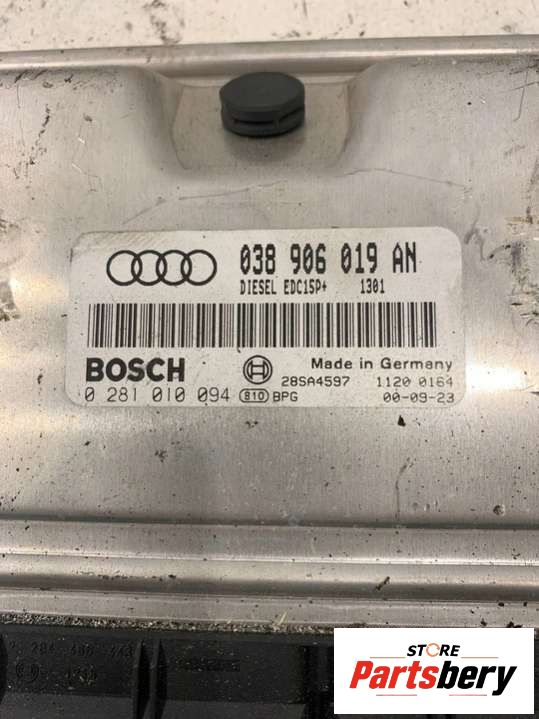 038 906 019 AN
DIESEL EDC15P+ 1301
BOSCH
Made in Germany
28SA4597 1120 0164
0 281 010 094 810 BPG 00-09-23
STORE
Partsbery